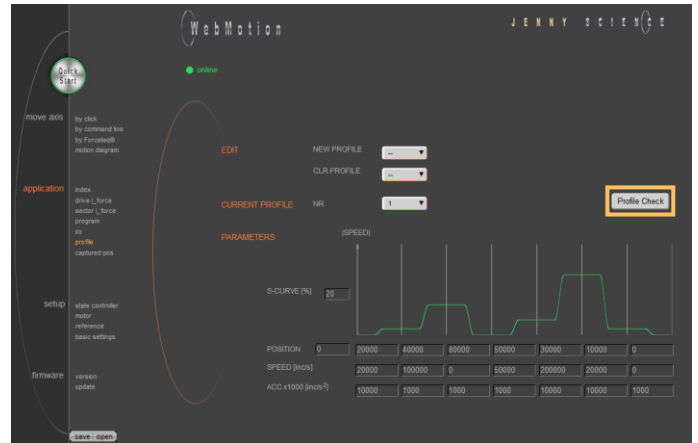 WebMotion
JENNY SCIENCE
Quick
Start
online
move axis
by click
by command line
by ForceteqB
motion diagram
EDIT
NEW PROFILE
--
CLR PROFILE
--
application
index
drive i_force
sector i_force
program
i/o
profile
captured pos
CURRENT PROFILE NR 1
Profile Check
PARAMETERS
|SPEED|
S-CURVE [%] 20
setup
state controller
motor
reference
basic settings
POSITION 0 20000 40000 80000 50000 30000 10000 0
SPEED [inc/s] 20000 100000 0 50000 200000 20000 0
ACC x1000 [inc/s²] 10000 1000 1000 1000 10000 10000 1000
firmware
version
update
save open